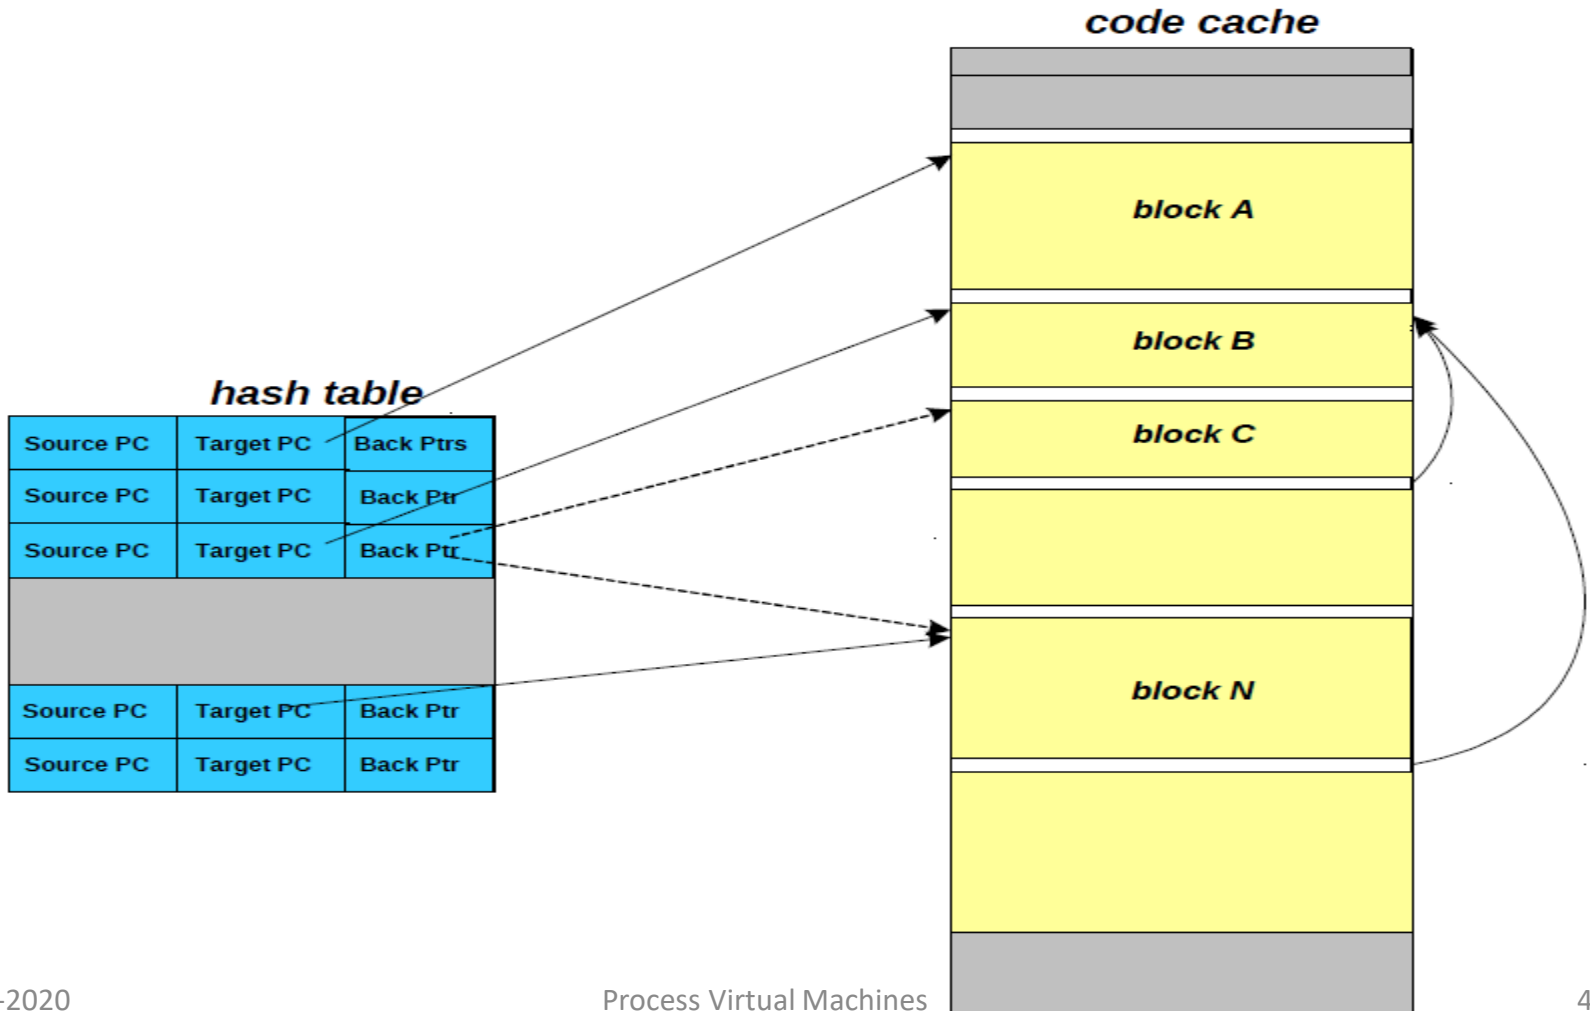 code cache
block A
block B
block C
block N
hash table
Source PC Target PC Back Ptrs
Source PC Target PC Back Ptr
Source PC Target PC Back Ptr
Source PC Target PC Back Ptr
Source PC Target PC Back Ptr
-2020 Process Virtual Machines 4